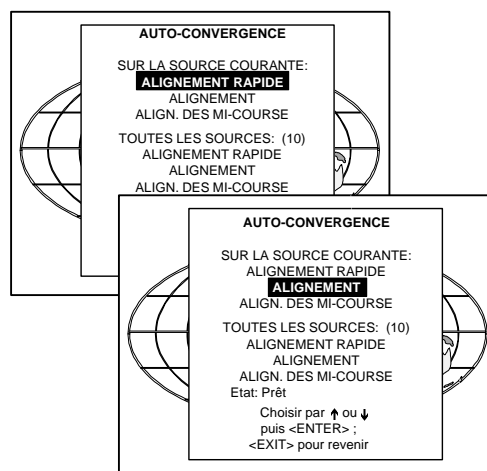 AUTO-CONVERGENCE
SUR LA SOURCE COURANTE:
ALIGNEMENT RAPIDE
ALIGNEMENT
ALIGN. DES MI-COURSE
TOUTES LES SOURCES: (10)
ALIGNEMENT RAPIDE
ALIGNEMENT
ALIGN. DES MI-COURSE
AUTO-CONVERGENCE
SUR LA SOURCE COURANTE:
ALIGNEMENT RAPIDE
ALIGNEMENT
ALIGN. DES MI-COURSE
TOUTES LES SOURCES: (10)
ALIGNEMENT RAPIDE
ALIGNEMENT
ALIGN. DES MI-COURSE
Etat: Prêt
Choisir par ↑ ou ↓
puis <ENTER> ;
<EXIT> pour revenir